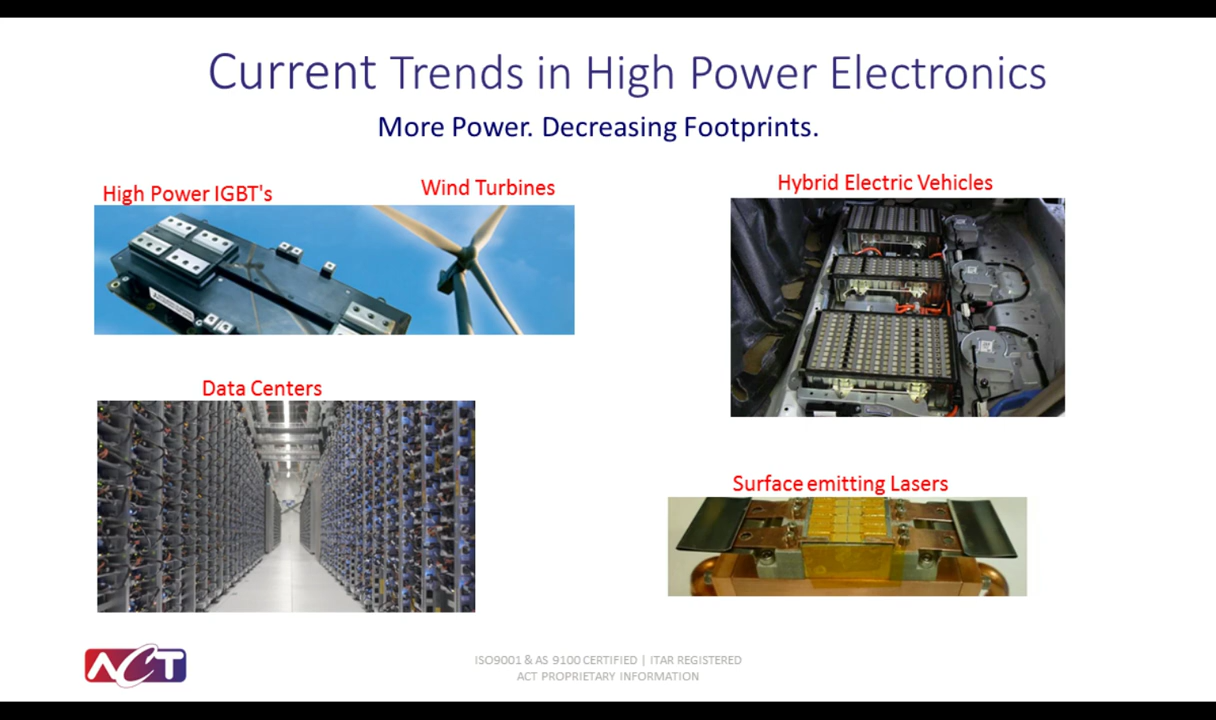 Current Trends in High Power Electronics
More Power. Decreasing Footprints.
High Power IGBT's
Wind Turbines
Hybrid Electric Vehicles
Data Centers
Surface emitting Lasers
ACT
ISO9001 & AS 9100 CERTIFIED | ITAR REGISTERED
ACT PROPRIETARY INFORMATION